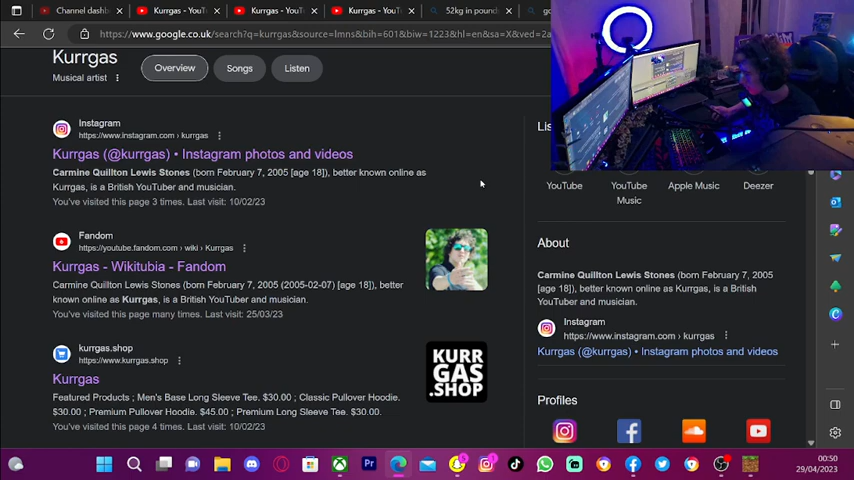 Channel dashb
Kurrgas - YouT
Kurrgas - YouT
Kurrgas - YouT
52kg in pound
https://www.google.co.uk/search?q=kurrgas&source=lmns&bih=601&biw=1223&hl=en&sa=X&ved=2a
Kurrgas
Musical artist
Overview
Songs
Listen
Instagram
https://www.instagram.com › kurrgas
Kurrgas (@kurrgas) • Instagram photos and videos
Carmine Quillton Lewis Stones (born February 7, 2005 [age 18]), better known online as
Kurrgas, is a British YouTuber and musician.
You've visited this page 3 times. Last visit: 10/02/23
Fandom
https://youtube.fandom.com › wiki › Kurrgas
Kurrgas - Wikitubia - Fandom
Carmine Quillton Lewis Stones (born February 7, 2005 (2005-02-07) [age 18]), better
known online as Kurrgas, is a British YouTuber and musician.
You've visited this page many times. Last visit: 25/03/23
kurrgas.shop
https://www.kurrgas.shop
Kurrgas
Featured Products ; Men's Base Long Sleeve Tee. $30.00 ; Classic Pullover Hoodie.
$30.00 ; Premium Pullover Hoodie. $45.00 ; Premium Long Sleeve Tee. $30.00.
You've visited this page 4 times. Last visit: 10/02/23
KURR
GAS
.SHOP
Lis
YouTube
YouTube
Music
Apple Music
Deezer
About
Carmine Quillton Lewis Stones (born February 7, 2005
[age 18]), better known online as Kurrgas, is a British
YouTuber and musician.
Instagram
https://www.instagram.com › kurrgas
Kurrgas (@kurrgas) • Instagram photos and videos
Profiles
00:50
29/04/2023